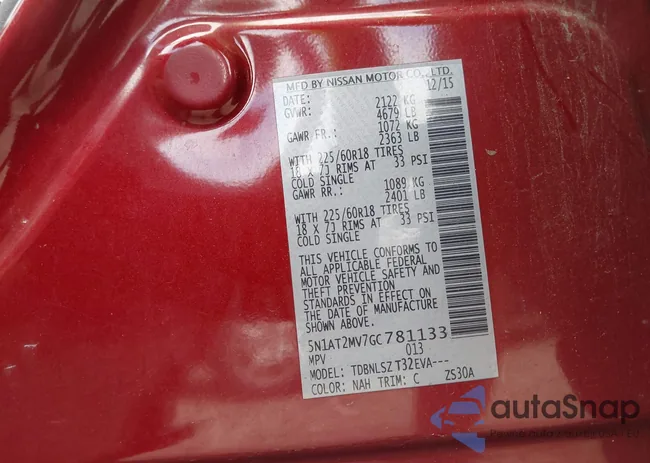 MFD BY NISSAN MOTOR CO., LTD.
DATE: 12/15
GVWR: 2122 KG
4679 LB
GAWR FR.: 1072 KG
2363 LB
WITH 225/60R18 TIRES
18 X 7J RIMS AT 33 PSI
COLD SINGLE
GAWR RR.: 1089 KG
2401 LB
WITH 225/60R18 TIRES
18 X 7J RIMS AT 33 PSI
COLD SINGLE
THIS VEHICLE CONFORMS TO
ALL APPLICABLE FEDERAL
MOTOR VEHICLE SAFETY AND
THEFT PREVENTION
STANDARDS IN EFFECT ON
THE DATE OF MANUFACTURE
SHOWN ABOVE.
5N1AT2MV7GC781133
MPV 013
MODEL: TDBNLSZ T32EVA---
COLOR: NAH TRIM: C ZS30A
autaSnap